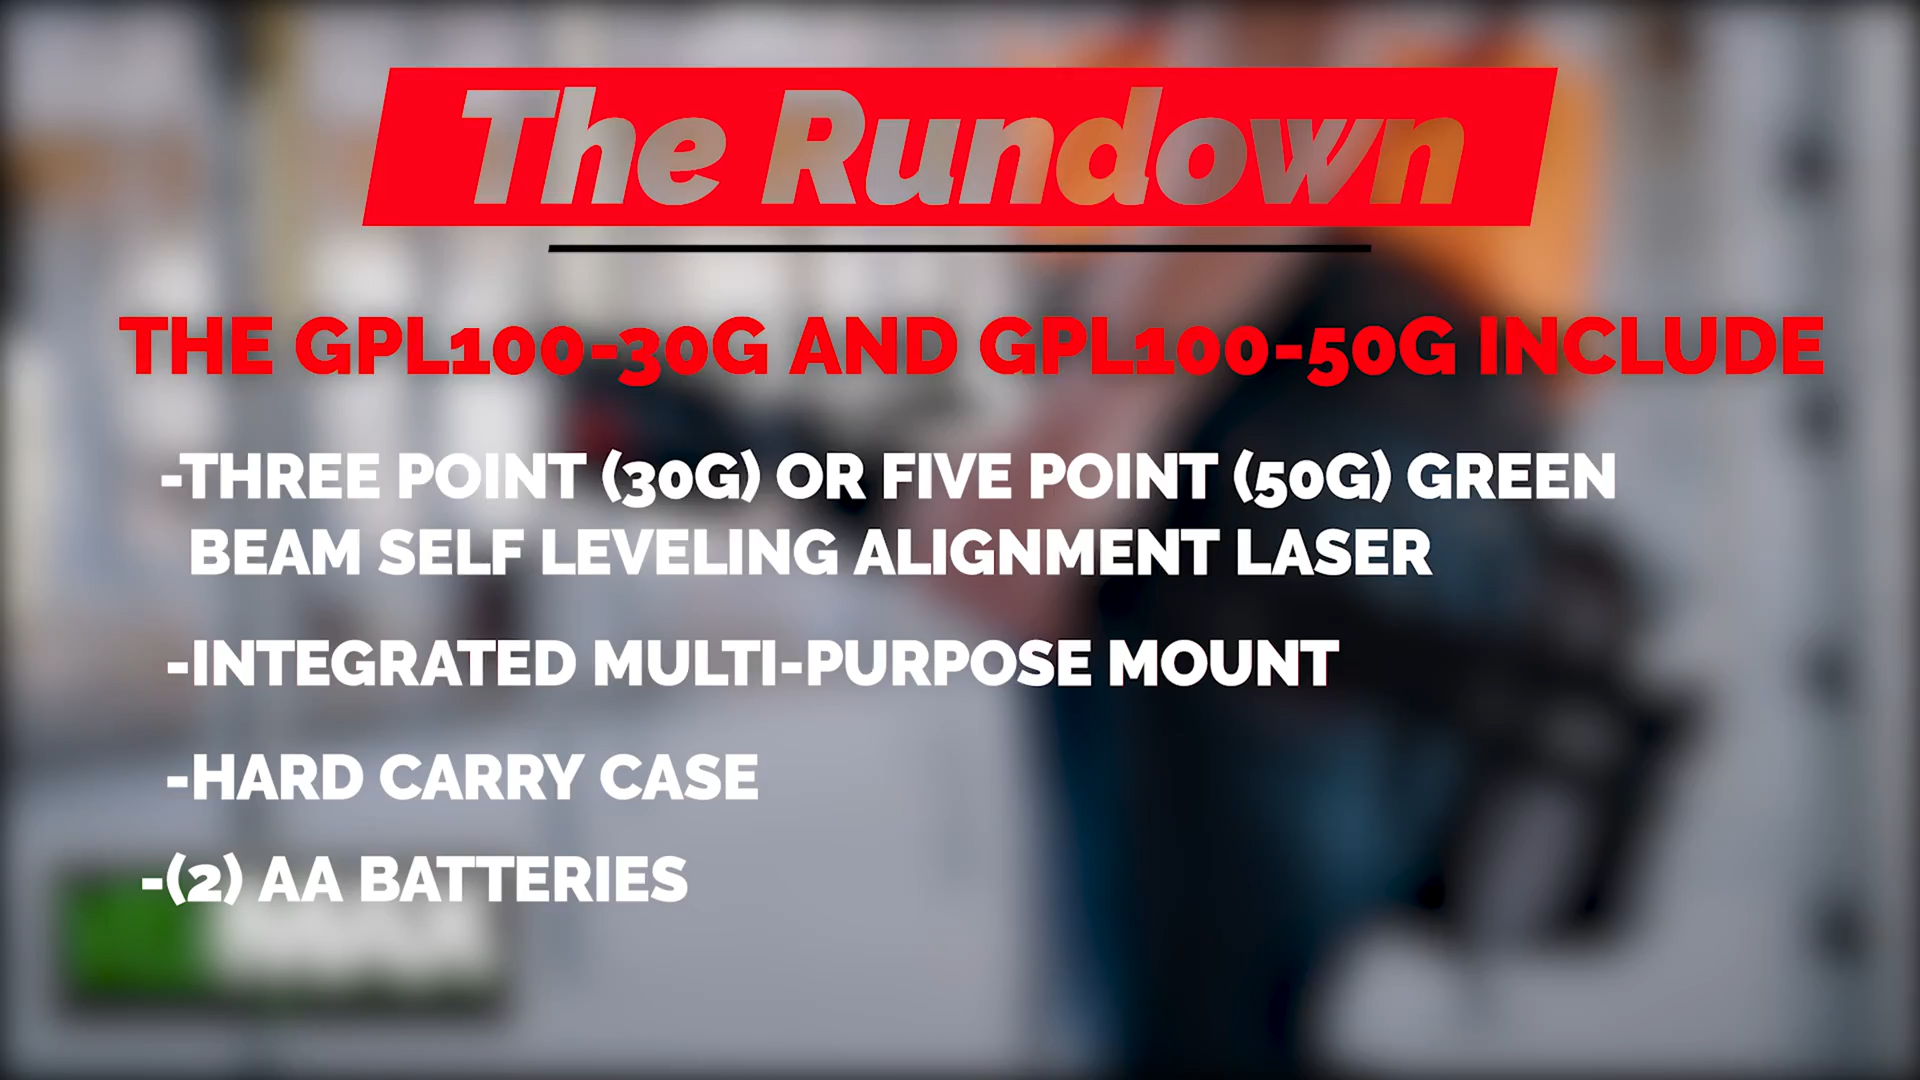 The Rundown
THE GPL100-30G AND GPL100-50G INCLUDE
-THREE POINT (30G) OR FIVE POINT (50G) GREEN
BEAM SELF LEVELING ALIGNMENT LASER
-INTEGRATED MULTI-PURPOSE MOUNT
-HARD CARRY CASE
-(2) AA BATTERIES